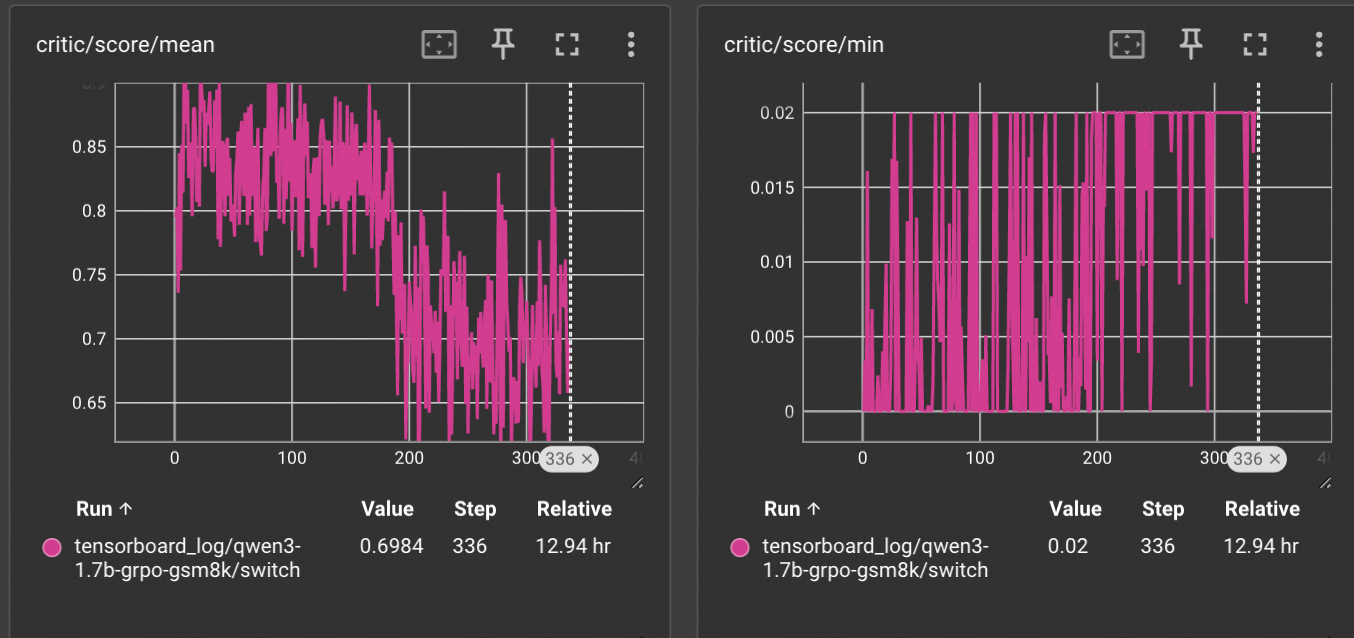 critic/score/mean
0.9
0.85
0.8
0.75
0.7
0.65
0 100 200 300 336 ×
Run ↑ Value Step Relative
tensorboard_log/qwen3- 0.6984 336 12.94 hr
1.7b-grpo-gsm8k/switch
critic/score/min
0.02
0.015
0.01
0.005
0
0 100 200 300 336 ×
Run ↑ Value Step Relative
tensorboard_log/qwen3- 0.02 336 12.94 hr
1.7b-grpo-gsm8k/switch